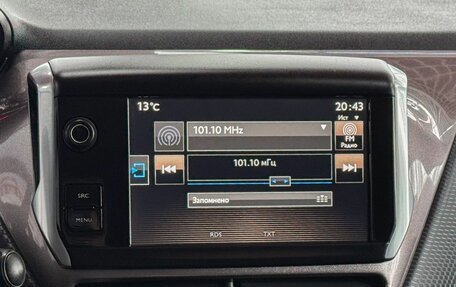 13°C
20:43
Ист ▼
101.10 MHz ▼
FM
Радио
101.10 мГц
SRC
Запомнено
MENU
RDS
TXT